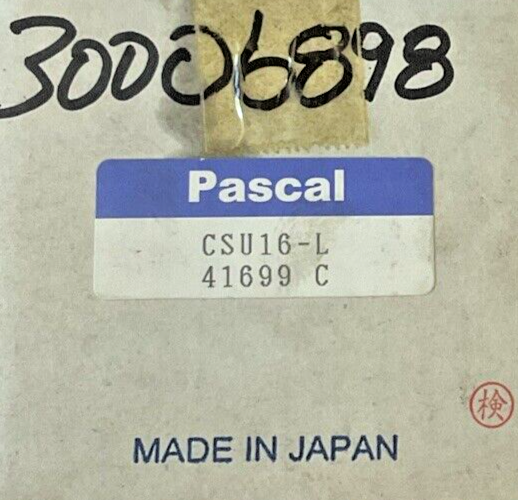 30006898
Pascal
CSU16-L
41699 C
検
MADE IN JAPAN